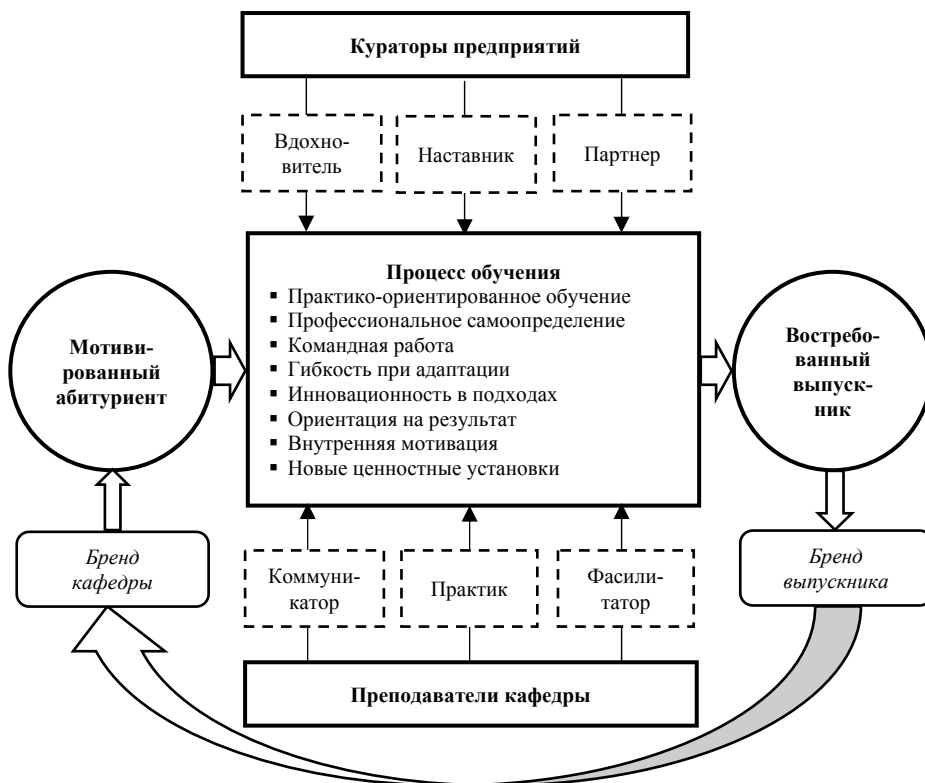 Кураторы предприятий
Вдохно-
витель
Наставник
Партнер
Процесс обучения
▪ Практико-ориентированное обучение
▪ Профессиональное самоопределение
▪ Командная работа
▪ Гибкость при адаптации
▪ Инновационность в подходах
▪ Ориентация на результат
▪ Внутренняя мотивация
▪ Новые ценностные установки
Мотиви-
рованный
абитуриент
Востребо-
ванный
выпуск-
ник
Бренд
кафедры
Коммуни-
катор
Практик
Фасили-
татор
Бренд
выпускника
Преподаватели кафедры